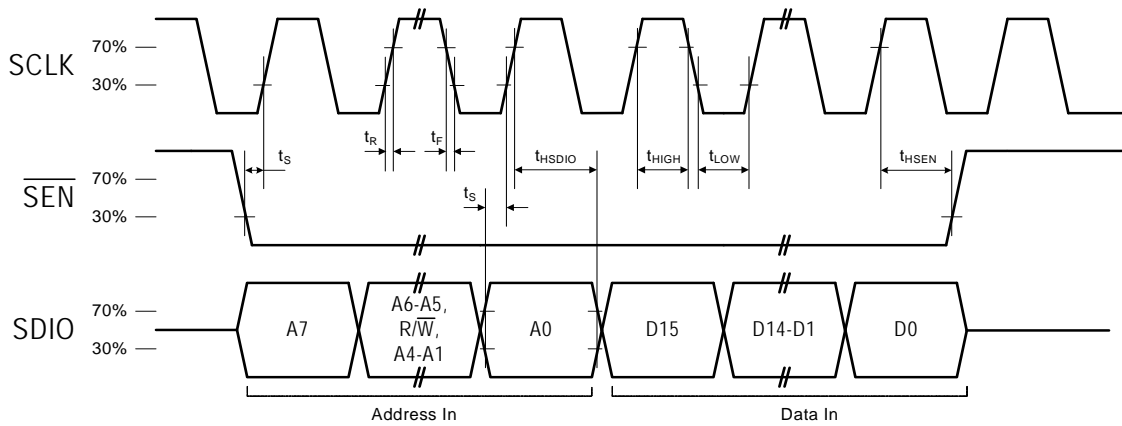 SCLK
70%
30%
tR
tF
tS
tHSDIO
tHIGH
tLOW
tHSEN
SEN
70%
30%
tS
SDIO
70%
30%
A7
A6-A5,
R/W,
A4-A1
A0
D15
D14-D1
D0
Address In
Data In